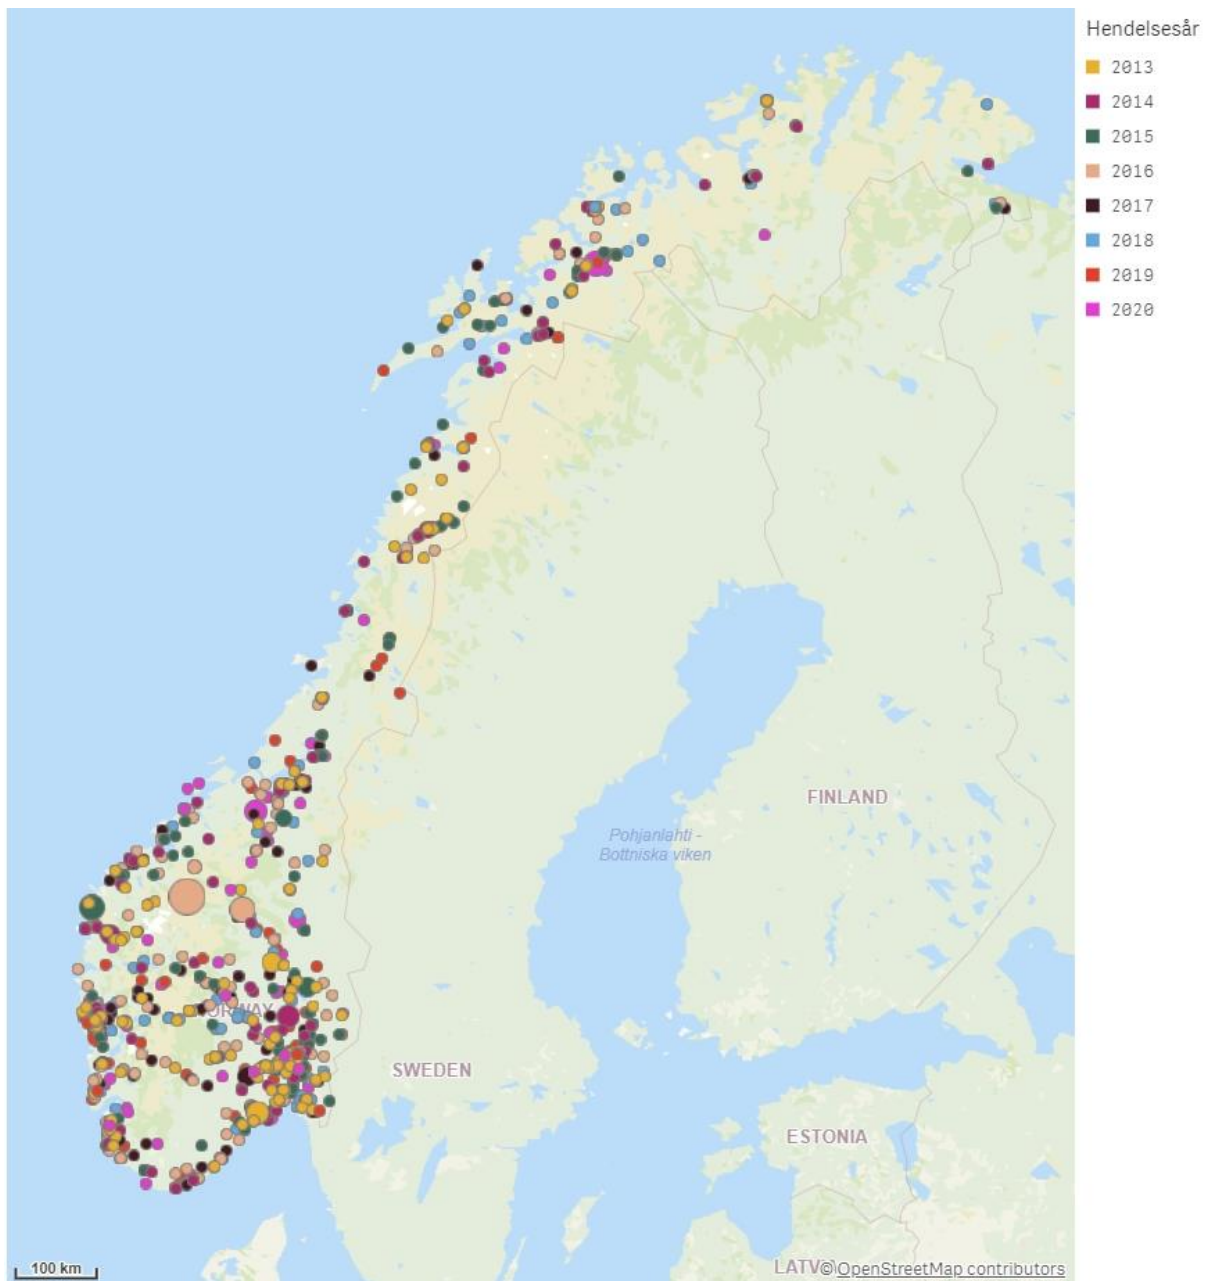 Hendelsesår
2013
2014
2015
2016
2017
2018
2019
2020
FINLAND
Pohjanlahti -
Bottniska viken
ORWAY
SWEDEN
ESTONIA
100 km
LATV
© OpenStreetMap contributors